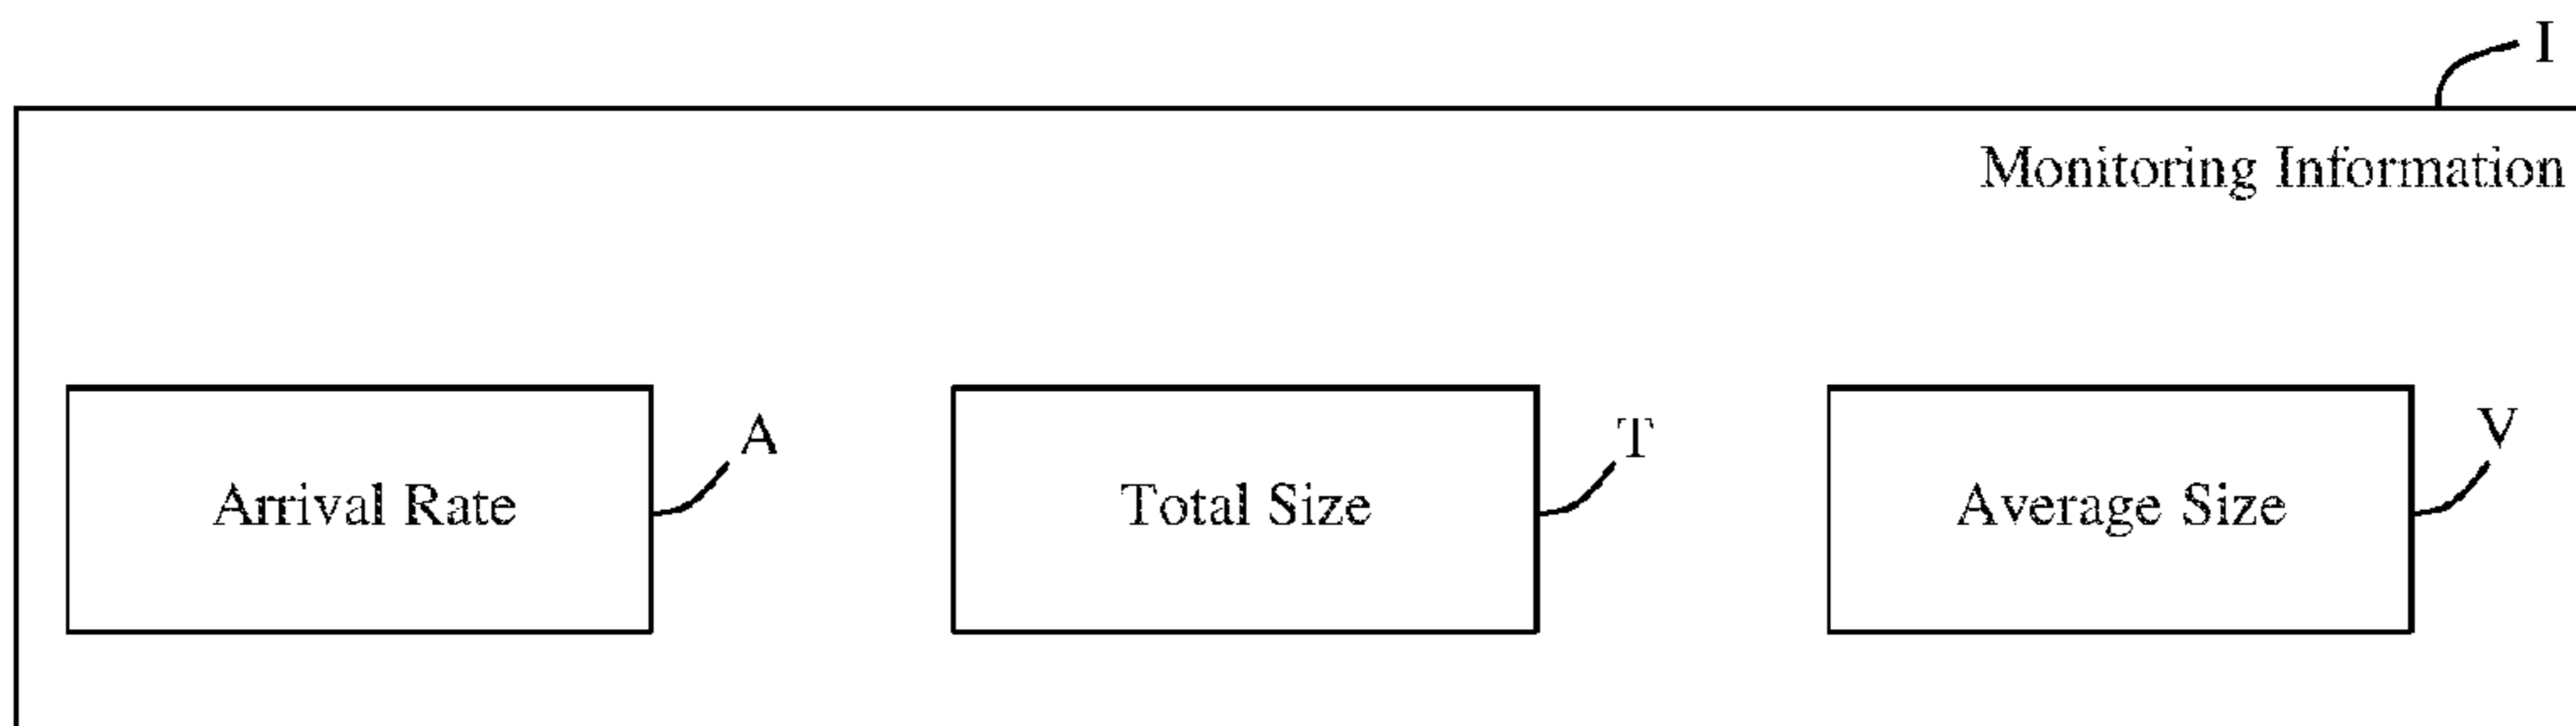 I
Monitoring Information
A
T
V
Arrival Rate
Total Size
Average Size